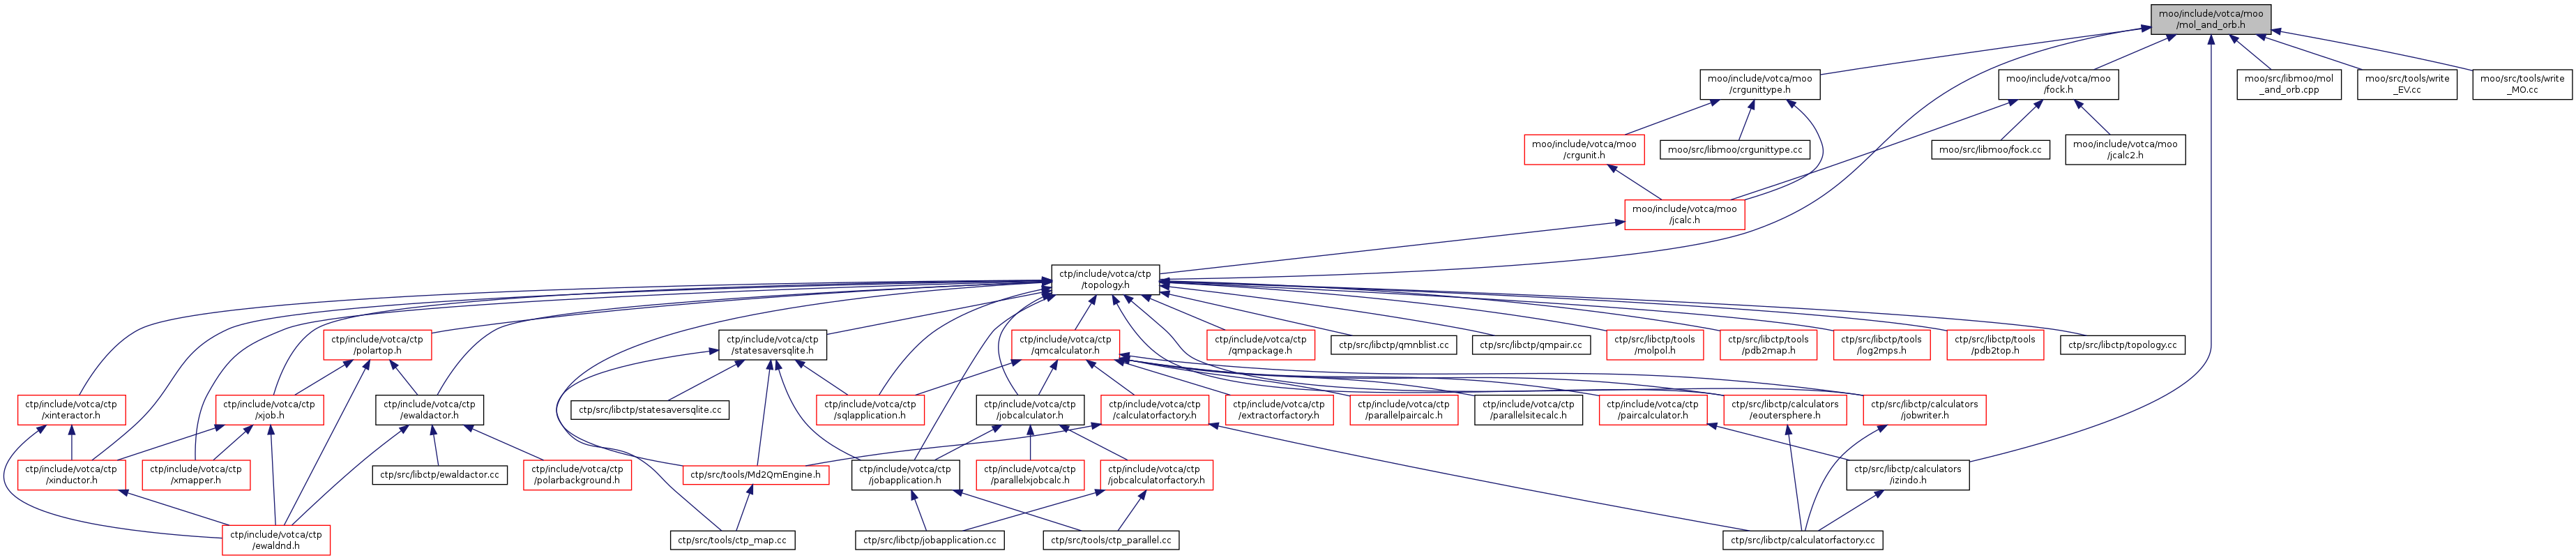 moo/include/votca/moo
/mol_and_orb.h
moo/include/votca/moo
/crgunittype.h
moo/include/votca/moo
/fock.h
moo/src/libmoo/mol
_and_orb.cpp
moo/src/tools/write
_EV.cc
moo/src/tools/write
_MO.cc
moo/include/votca/moo
/crgunit.h
moo/src/libmoo/crgunittype.cc
moo/src/libmoo/fock.cc
moo/include/votca/moo
/jcalc2.h
moo/include/votca/moo
/jcalc.h
ctp/include/votca/ctp
/topology.h
ctp/include/votca/ctp
/polartop.h
ctp/include/votca/ctp
/statesaversqlite.h
ctp/include/votca/ctp
/qmcalculator.h
ctp/include/votca/ctp
/qmpackage.h
ctp/src/libctp/qmnblist.cc
ctp/src/libctp/qmpair.cc
ctp/src/libctp/tools
/molpol.h
ctp/src/libctp/tools
/pdb2map.h
ctp/src/libctp/tools
/log2mps.h
ctp/src/libctp/tools
/pdb2top.h
ctp/src/libctp/topology.cc
ctp/include/votca/ctp
/xinteractor.h
ctp/include/votca/ctp
/xjob.h
ctp/include/votca/ctp
/ewaldactor.h
ctp/src/libctp/statesaversqlite.cc
ctp/include/votca/ctp
/sqlapplication.h
ctp/include/votca/ctp
/jobcalculator.h
ctp/include/votca/ctp
/calculatorfactory.h
ctp/include/votca/ctp
/extractorfactory.h
ctp/include/votca/ctp
/parallelpaircalc.h
ctp/include/votca/ctp
/parallelsitecalc.h
ctp/include/votca/ctp
/paircalculator.h
ctp/src/libctp/calculators
/eoutersphere.h
ctp/src/libctp/calculators
/jobwriter.h
ctp/include/votca/ctp
/xinductor.h
ctp/include/votca/ctp
/xmapper.h
ctp/src/libctp/ewaldactor.cc
ctp/include/votca/ctp
/polarbackground.h
ctp/src/tools/Md2QmEngine.h
ctp/include/votca/ctp
/jobapplication.h
ctp/include/votca/ctp
/parallelxjobcalc.h
ctp/include/votca/ctp
/jobcalculatorfactory.h
ctp/src/libctp/calculators
/izindo.h
ctp/include/votca/ctp
/ewaldnd.h
ctp/src/tools/ctp_map.cc
ctp/src/libctp/jobapplication.cc
ctp/src/tools/ctp_parallel.cc
ctp/src/libctp/calculatorfactory.cc